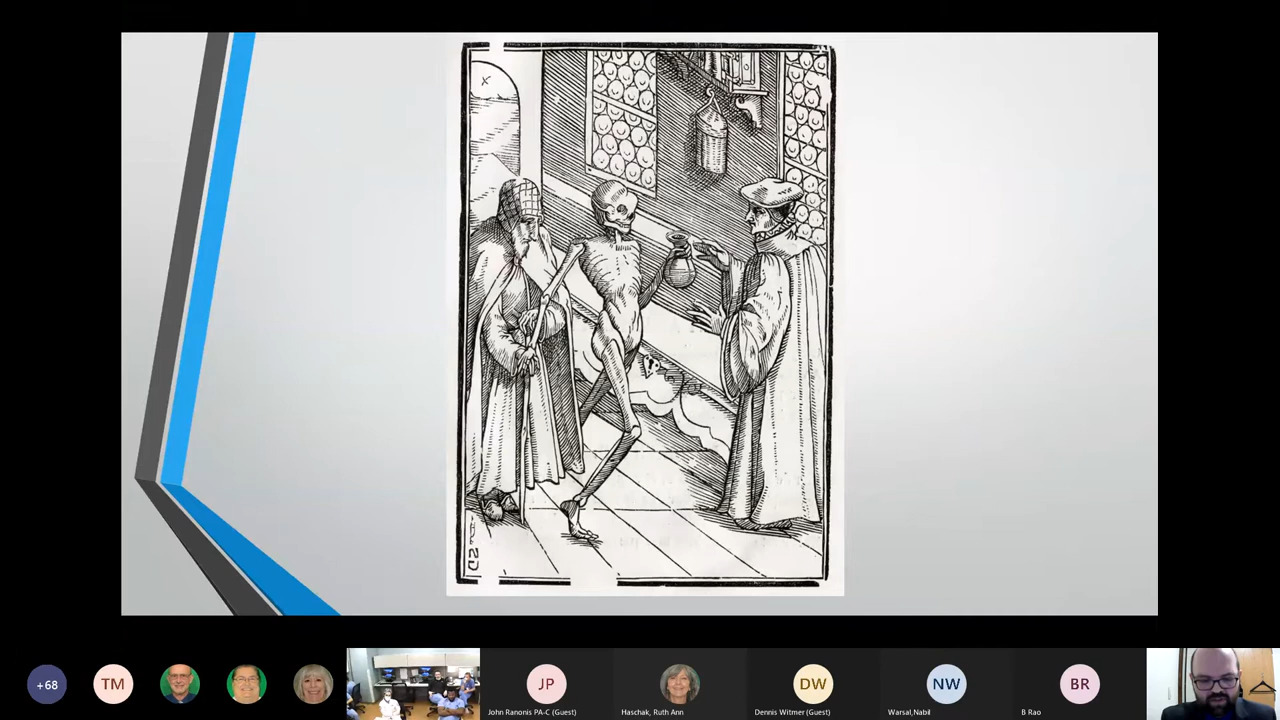 +68
TM
JP
John Ranonis PA-C (Guest)
Haschak, Ruth Ann
DW
Dennis Witmer (Guest)
NW
Warsal,Nabil
BR
B Rao